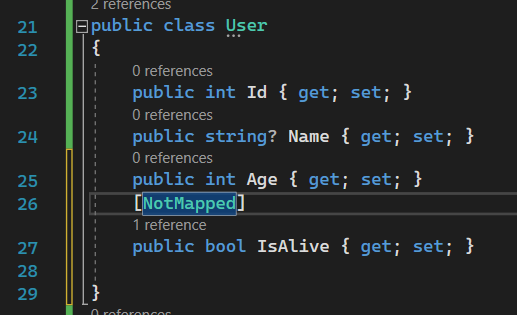 2 references
21 public class User
22 {
0 references
23 public int Id { get; set; }
0 references
24 public string? Name { get; set; }
0 references
25 public int Age { get; set; }
26 [NotMapped]
1 reference
27 public bool IsAlive { get; set; }
28
29 }
0 references